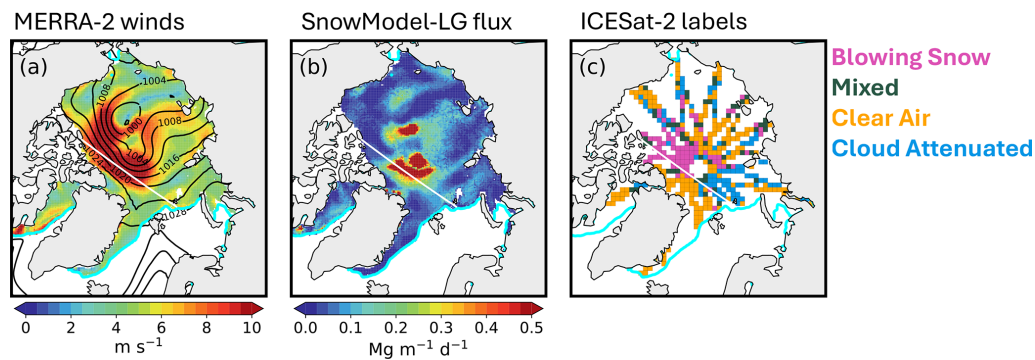 MERRA-2 winds
SnowModel-LG flux
ICESat-2 labels
(a)
1004
1008
1000
1008
1004
1016
1024
1020
1028
(b)
(c)
Blowing Snow
Mixed
Clear Air
Cloud Attenuated
0 2 4 6 8 10
m s⁻¹
0.0 0.1 0.2 0.3 0.4 0.5
Mg m⁻¹ d⁻¹